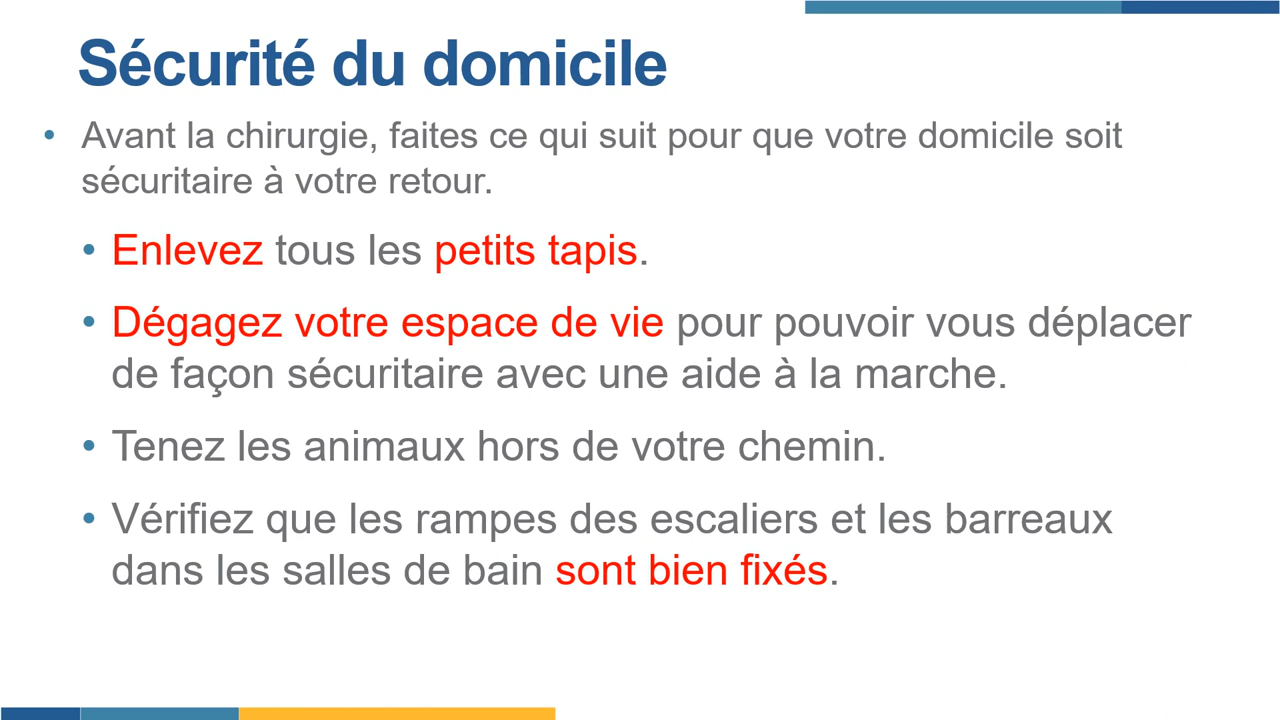 Sécurité du domicile
• Avant la chirurgie, faites ce qui suit pour que votre domicile soit
sécuritaire à votre retour.
• Enlevez tous les petits tapis.
• Dégagez votre espace de vie pour pouvoir vous déplacer
de façon sécuritaire avec une aide à la marche.
• Tenez les animaux hors de votre chemin.
• Vérifiez que les rampes des escaliers et les barreaux
dans les salles de bain sont bien fixés.